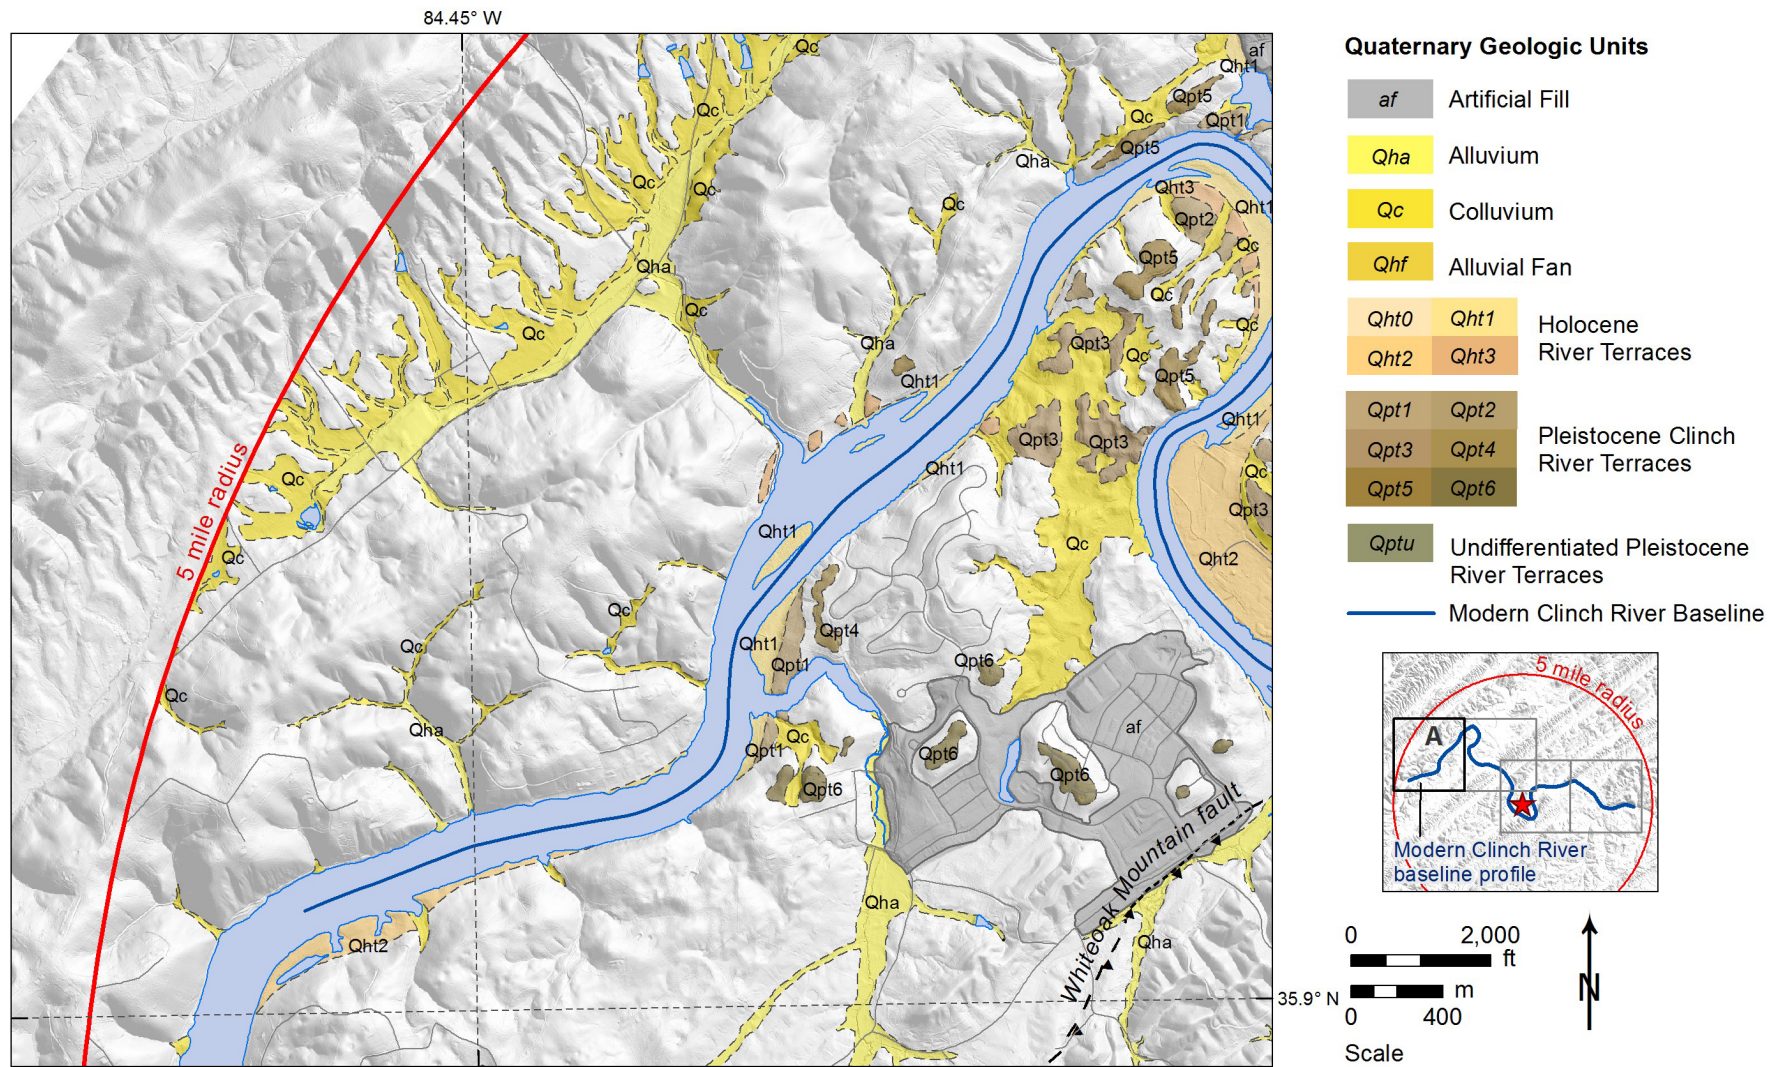 84.45° W
Qc
af
Qht1
Qpt5
Qc
Qc
Qpt1
Qpt5
Qha
Qc
Qc
Qht3
Qc
Qpt2
Qht1
Qc
Qpt5
Qha
Qc
Qc
Qc
Qc
Qha
Qpt3
Qc
Qpt5
Qht1
Qht1
5 mile radius
Qpt3
Qpt3
Qht1
Qc
Qc
Qpt3
Qht1
Qc
Qc
Qht2
Qc
Qpt4
Qht1
Qc
Qpt1
Qpt6
Qc
Qha
Qc
Qpt1
af
Qpt6
Qpt6
Qpt6
Whiteoak Mountain fault
Qha
Qht2
Qha
35.9° N
Quaternary Geologic Units
af Artificial Fill
Qha Alluvium
Qc Colluvium
Qhf Alluvial Fan
Qht0 Qht1
Qht2 Qht3
Holocene
River Terraces
Qpt1 Qpt2
Qpt3 Qpt4
Qpt5 Qpt6
Pleistocene Clinch
River Terraces
Qptu Undifferentiated Pleistocene
River Terraces
Modern Clinch River Baseline
5 mile radius
A
Modern Clinch River
baseline profile
0 2,000
ft
m
0 400
Scale
N